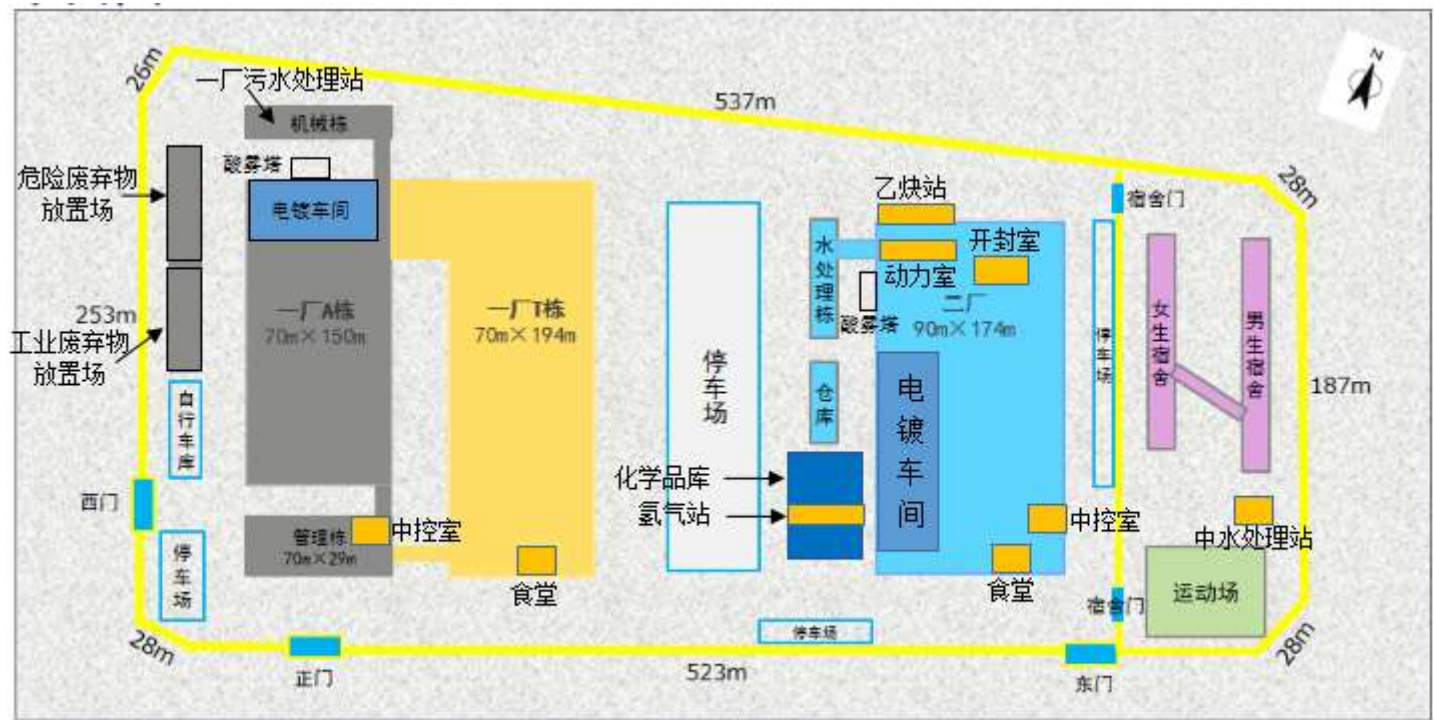 26m
一厂污水处理站
机械栋
537m
N
危险废弃物
放置场
酸雾塔
电镀车间
乙炔站
开封室
动力室
水处理栋
酸雾塔
二厂
90m×174m
28m
宿舍门
253m
工业废弃物
放置场
一厂A栋
70m×150m
一厂T栋
70m×194m
停车场
停车场
女生宿舍
男生宿舍
187m
自行车库
仓库
电镀车间
化学品库
氢气站
西门
停车场
管理栋
70m×29m
中控室
食堂
中控室
食堂
中水处理站
运动场
宿舍门
28m
正门
停车场
523m
东门
28m